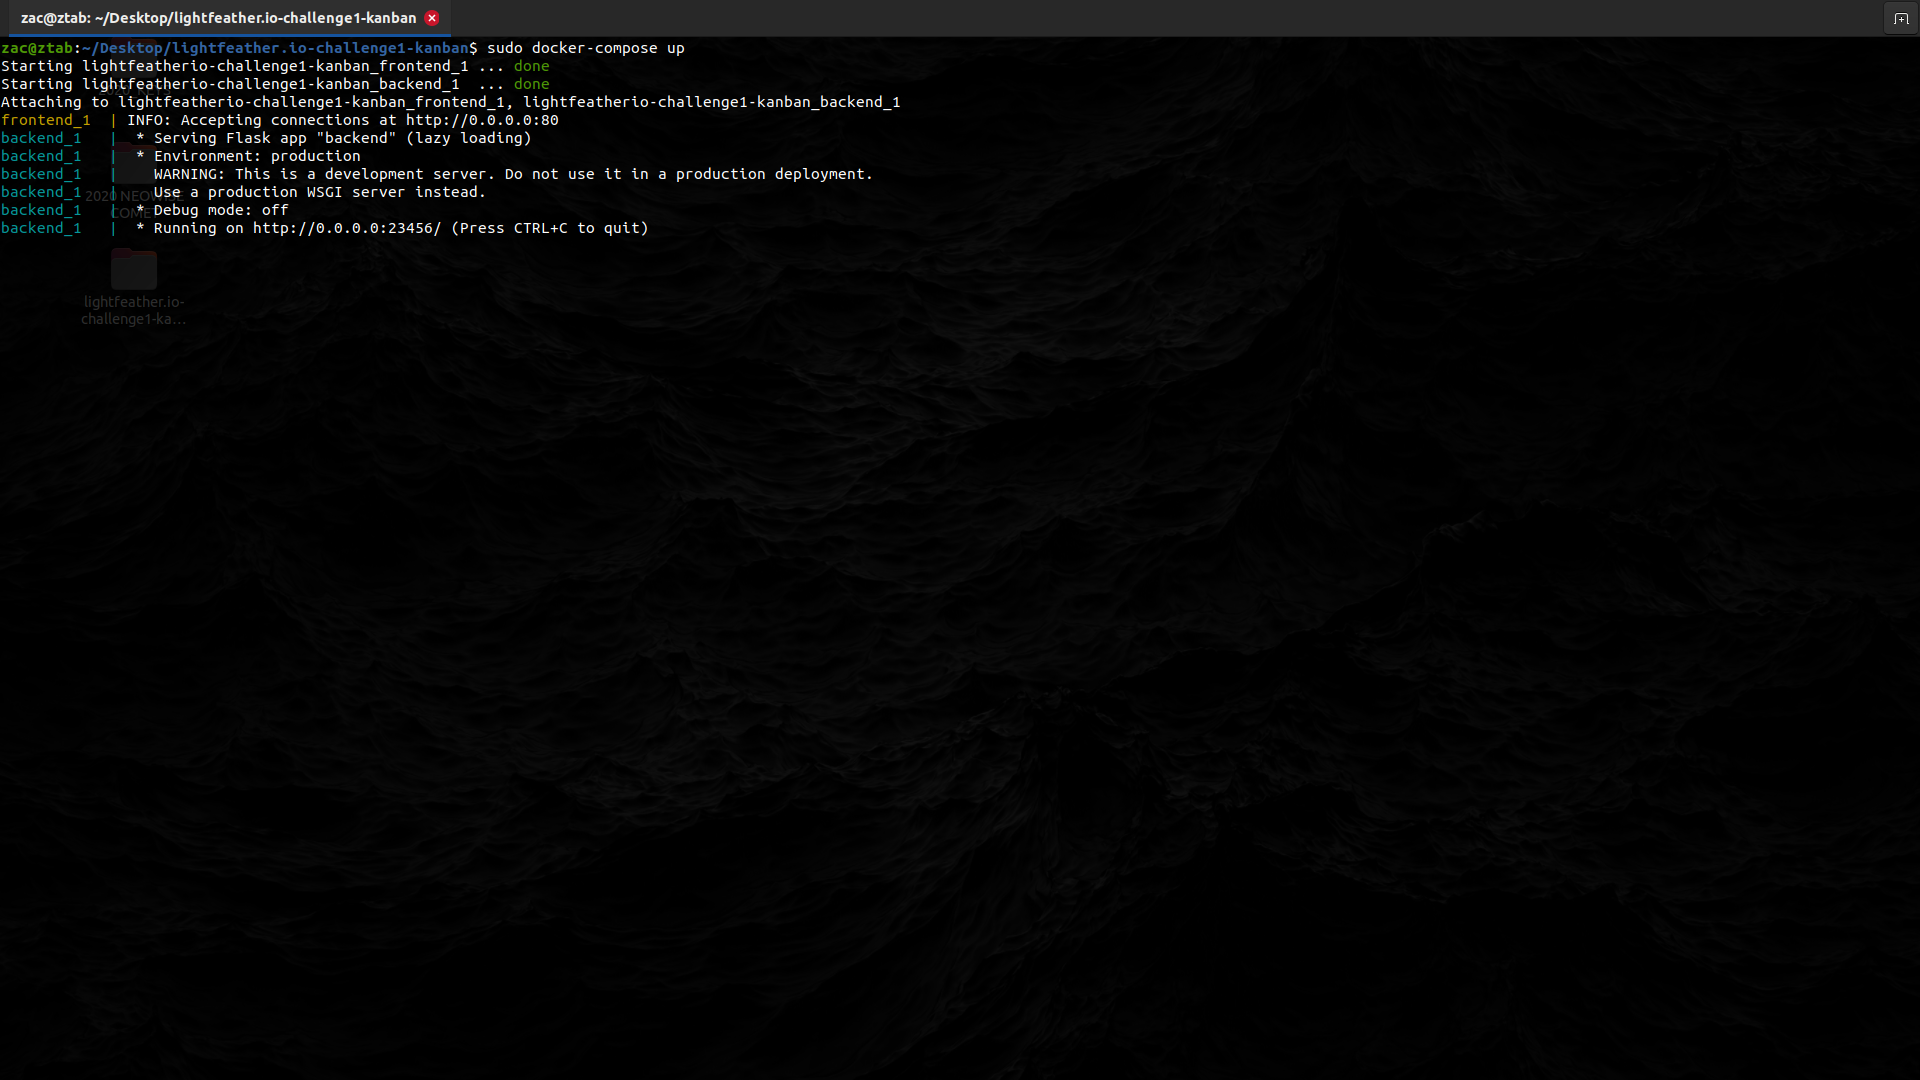 zac@ztab: ~/Desktop/lightfeather.io-challenge1-kanban
zac@ztab:~/Desktop/lightfeather.io-challenge1-kanban$ sudo docker-compose up
Starting lightfeatherio-challenge1-kanban_frontend_1 ... done
Starting lightfeatherio-challenge1-kanban_backend_1  ... done
Attaching to lightfeatherio-challenge1-kanban_frontend_1, lightfeatherio-challenge1-kanban_backend_1
frontend_1  | INFO: Accepting connections at http://0.0.0.0:80
backend_1   |  * Serving Flask app "backend" (lazy loading)
backend_1   |  * Environment: production
backend_1   |    WARNING: This is a development server. Do not use it in a production deployment.
backend_1   |    Use a production WSGI server instead.
backend_1   |  * Debug mode: off
backend_1   |  * Running on http://0.0.0.0:23456/ (Press CTRL+C to quit)
2020 NEOWISE
COMET
lightfeather.io-
challenge1-ka...